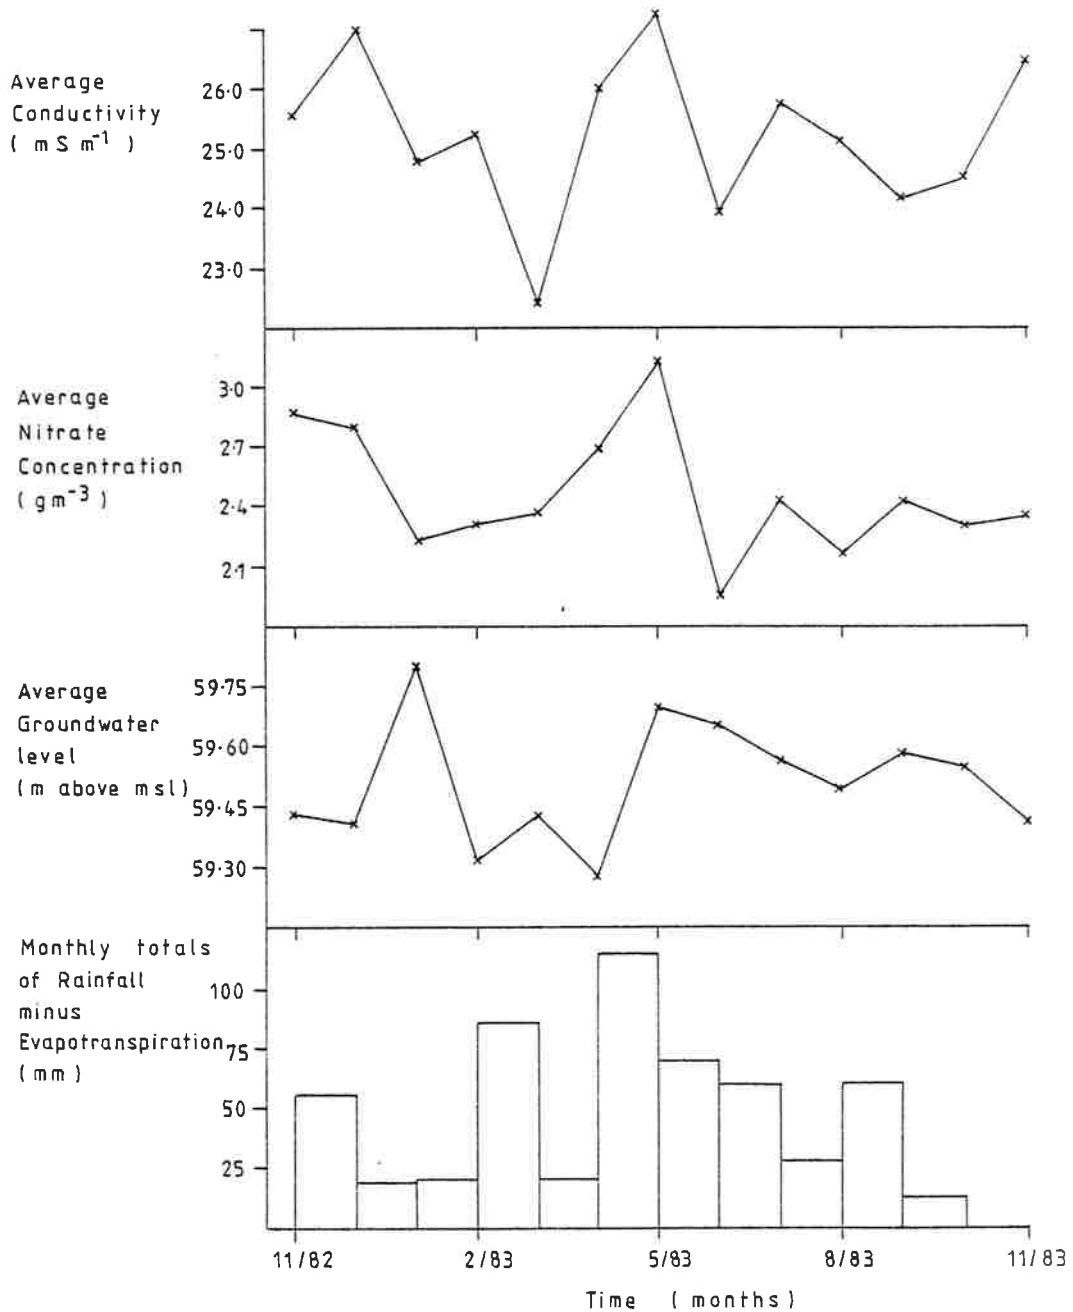 Average
Conductivity
( mS m⁻¹ )
26·0
25·0
24·0
23·0
Average
Nitrate
Concentration
( gm⁻³ )
3·0
2·7
2·4
2·1
Average
Groundwater
level
(m above msl)
59·75
59·60
59·45
59·30
Monthly totals
of Rainfall
minus
Evapotranspiration
( mm )
100
75
50
25
11/82 2/83 5/83 8/83 11/83
Time ( months )